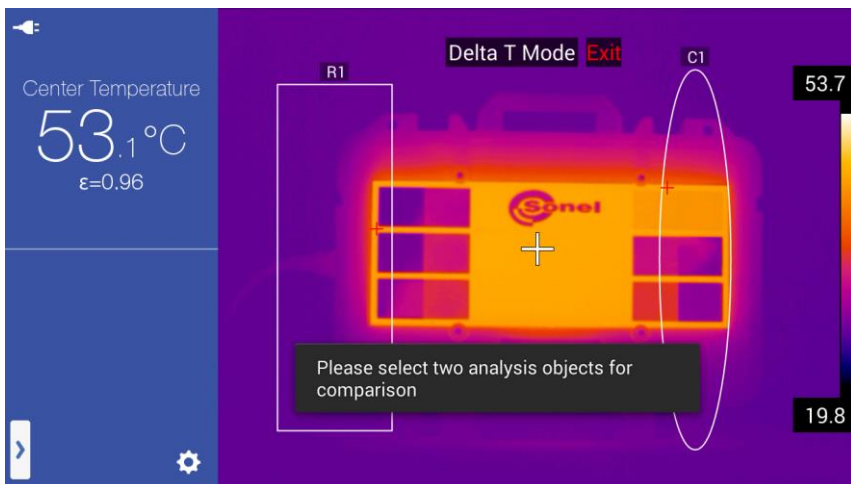 Center Temperature
53.1°C
ε=0.96
Delta T Mode Exit
R1
C1
53.7
Sonel
Please select two analysis objects for
comparison
19.8